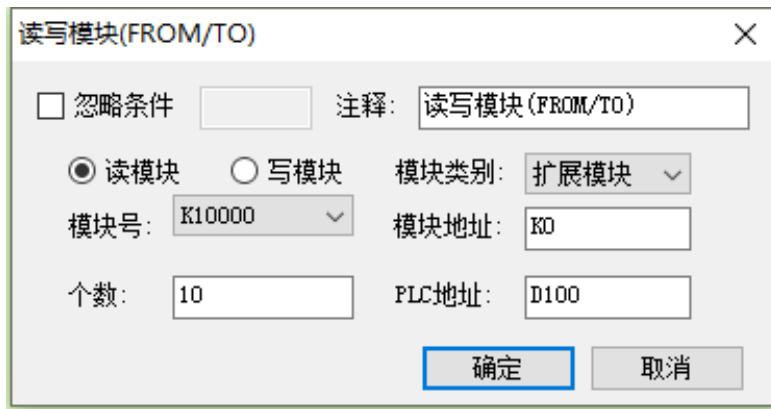 读写模块(FROM/TO)
忽略条件 注释: 读写模块(FROM/TO)
读模块 写模块 模块类别: 扩展模块
模块号: K10000 模块地址: K0
个数: 10 PLC地址: D100
确定 取消